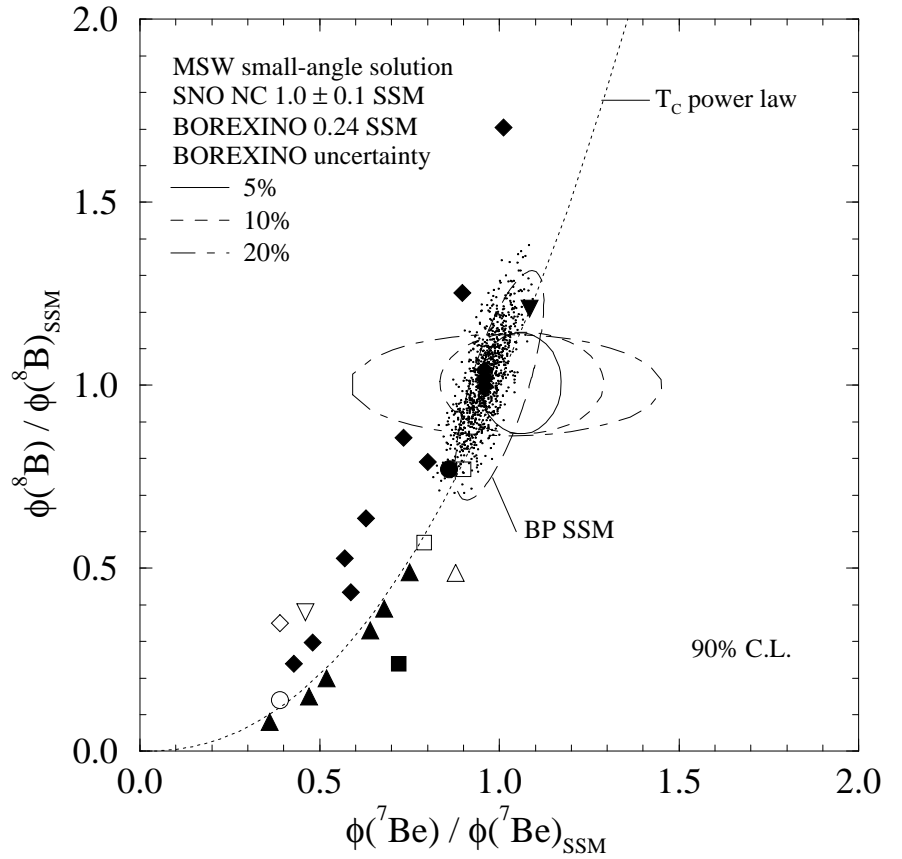 2.0
MSW small-angle solution
SNO NC 1.0 ± 0.1 SSM
BOREXINO 0.24 SSM
BOREXINO uncertainty
5%
10%
20%
T_C power law
1.5
1.0
0.5
0.0
BP SSM
90% C.L.
ϕ(⁸B) / ϕ(⁸B)_SSM
0.0 0.5 1.0 1.5 2.0
ϕ(⁷Be) / ϕ(⁷Be)_SSM